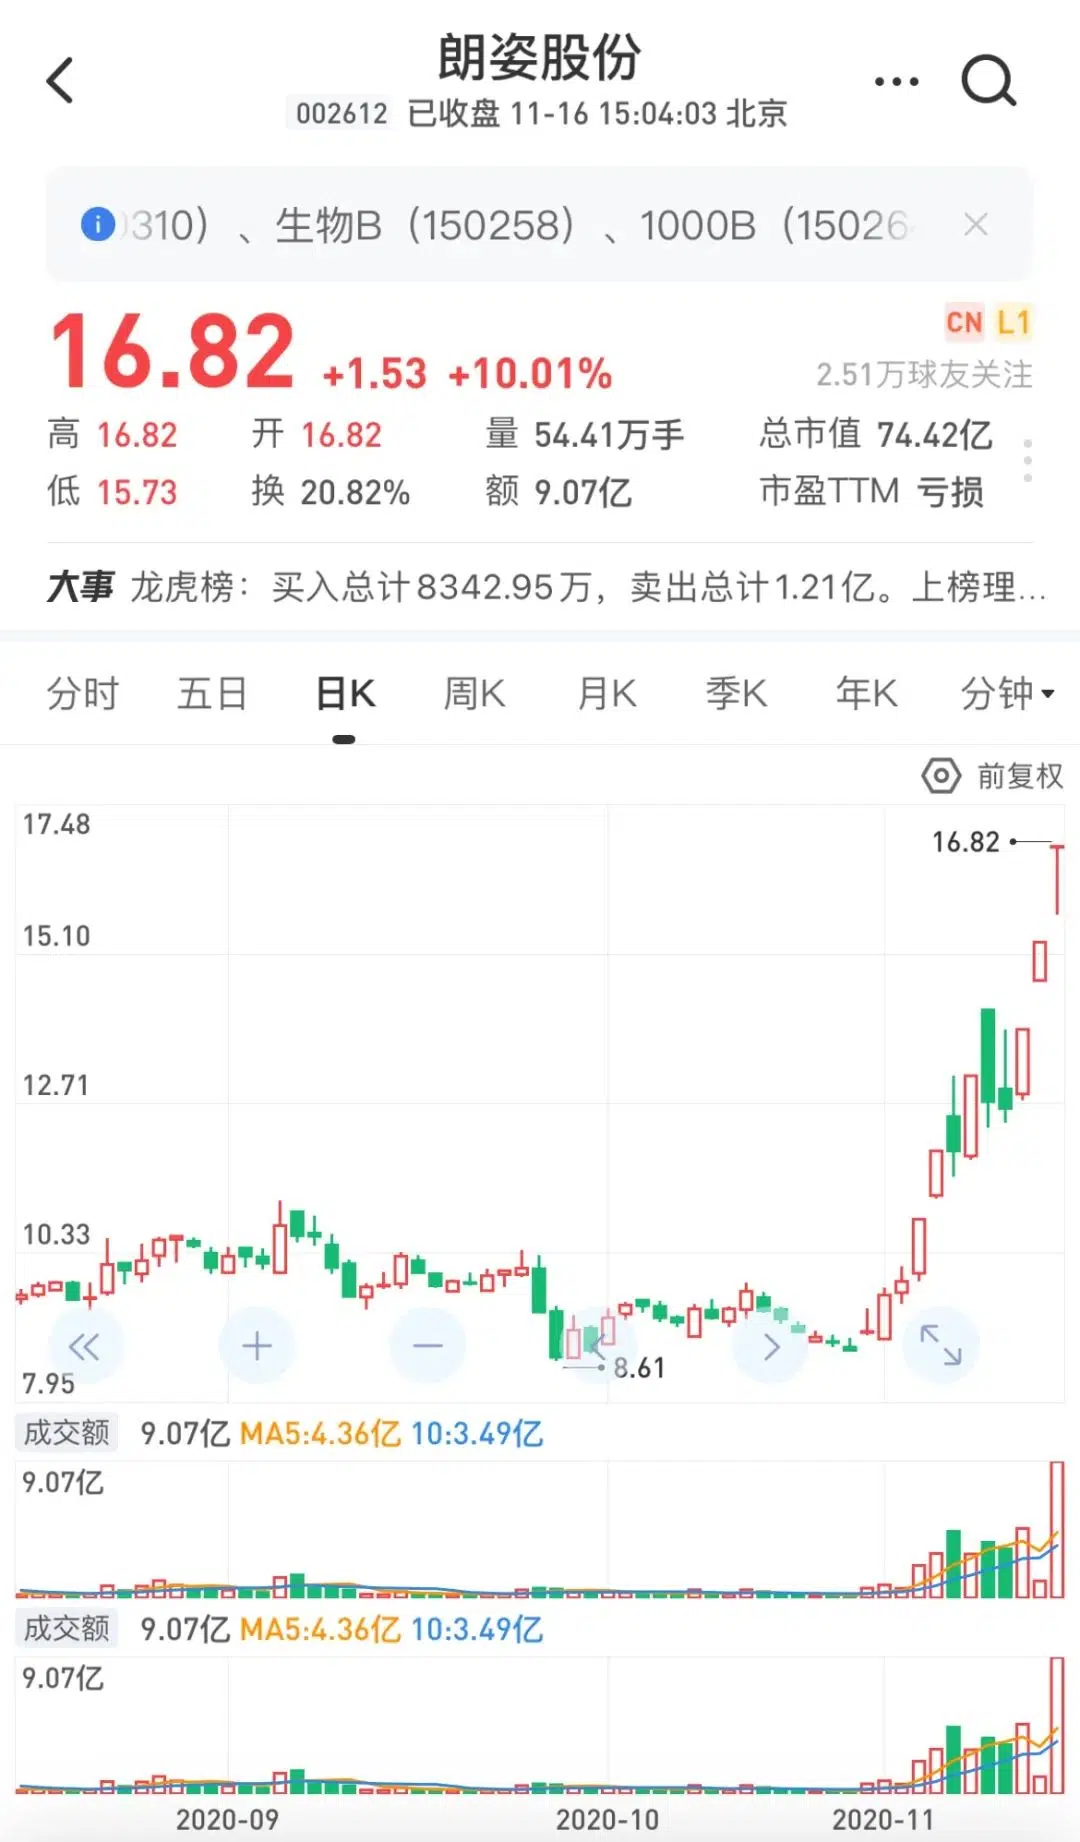 朗姿股份
002612 已收盘 11-16 15:04:03 北京
310）、生物B（150258）、1000B（15026
16.82 +1.53 +10.01%
CN L1
2.51万球友关注
高 16.82 开 16.82 量 54.41万手 总市值 74.42亿
低 15.73 换 20.82% 额 9.07亿 市盈TTM 亏损
大事 龙虎榜：买入总计8342.95万，卖出总计1.21亿。上榜理...
分时 五日 日K 周K 月K 季K 年K 分钟
前复权
17.48
16.82
15.10
12.71
10.33
8.61
7.95
成交额 9.07亿 MA5:4.36亿 10:3.49亿
9.07亿
成交额 9.07亿 MA5:4.36亿 10:3.49亿
9.07亿
2020-09 2020-10 2020-11